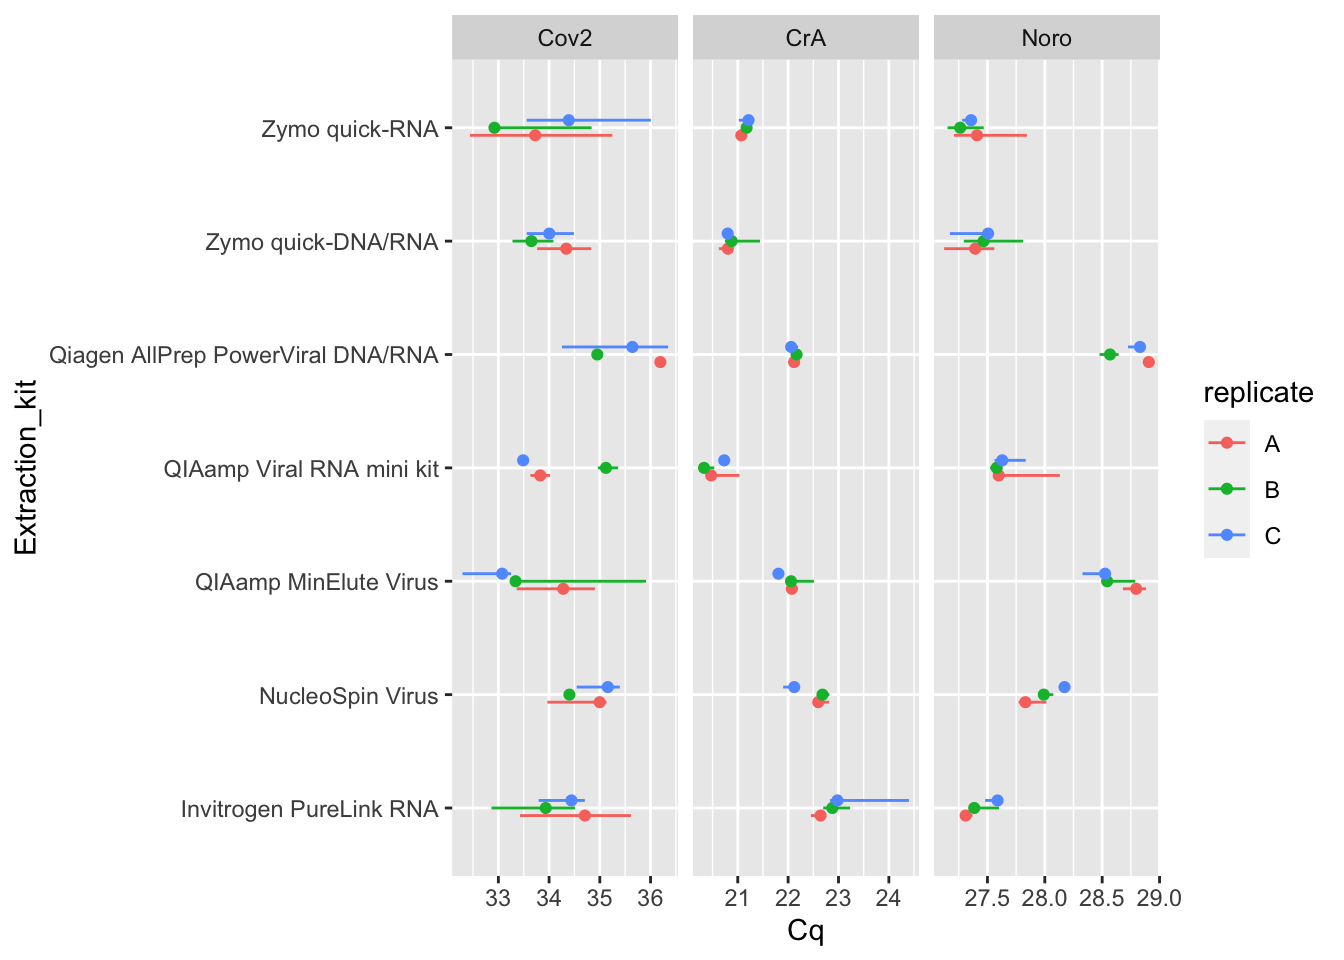 Cov2 CrA Noro
Zymo quick-RNA
Zymo quick-DNA/RNA
Qiagen AllPrep PowerViral DNA/RNA
QIAamp Viral RNA mini kit
QIAamp MinElute Virus
NucleoSpin Virus
Invitrogen PureLink RNA
Extraction_kit
33 34 35 36 21 22 23 24 27.5 28.0 28.5 29.0
Cq
replicate
A
B
C